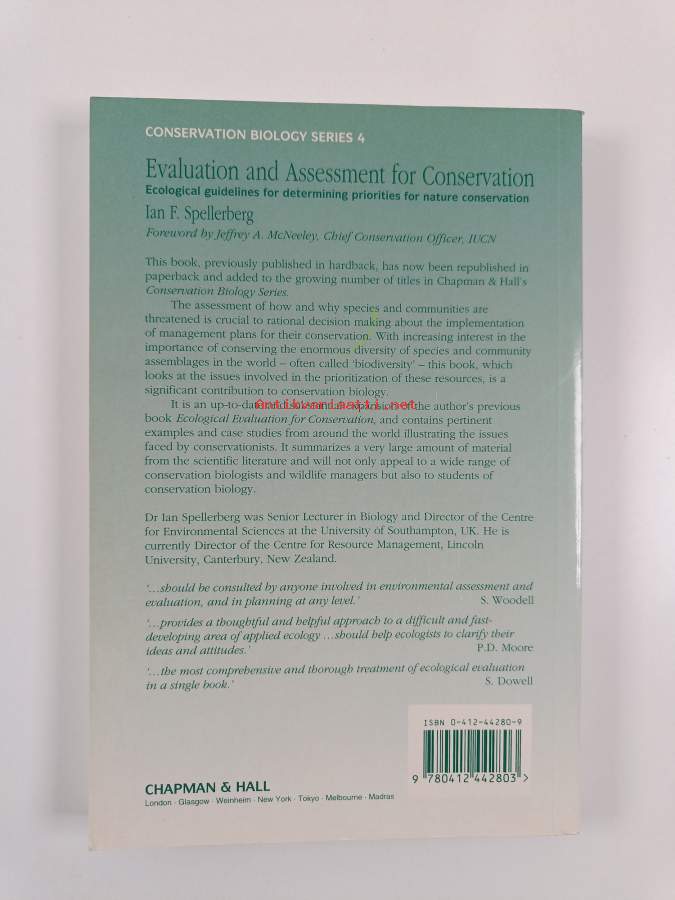 CONSERVATION BIOLOGY SERIES 4
Evaluation and Assessment for Conservation
Ecological guidelines for determining priorities for nature conservation
Ian F. Spellerberg
Foreword by Jeffrey A. McNeeley, Chief Conservation Officer, IUCN
This book, previously published in hardback, has now been republished in
paperback and added to the growing number of titles in Chapman & Hall's
Conservation Biology Series.
The assessment of how and why species and communities are
threatened is crucial to rational decision making about the implementation
of management plans for their conservation. With increasing interest in the
importance of conserving the enormous diversity of species and community
assemblages in the world – often called 'biodiversity' – this book, which
looks at the issues involved in the prioritization of these resources, is a
significant contribution to conservation biology.
It is an up-to-date expansion of the author's previous
antikvariaatti.net
book Ecological Evaluation for Conservation, and contains pertinent
examples and case studies from around the world illustrating the issues
faced by conservationists. It summarizes a very large amount of material
from the scientific literature and will not only appeal to a wide range of
conservation biologists and wildlife managers but also to students of
conservation biology.
Dr Ian Spellerberg was Senior Lecturer in Biology and Director of the Centre
for Environmental Sciences at the University of Southampton, UK. He is
currently Director of the Centre for Resource Management, Lincoln
University, Canterbury, New Zealand.
'...should be consulted by anyone involved in environmental assessment and
evaluation, and in planning at any level.' S. Woodell
'...provides a thoughtful and helpful approach to a difficult and fast-
developing area of applied ecology ...should help ecologists to clarify their
ideas and attitudes.' P.D. Moore
'...the most comprehensive and thorough treatment of ecological evaluation
in a single book.' S. Dowell
ISBN 0-412-44280-9
9 780412 442803 >
CHAPMAN & HALL
London · Glasgow · Weinheim · New York · Tokyo · Melbourne · Madras